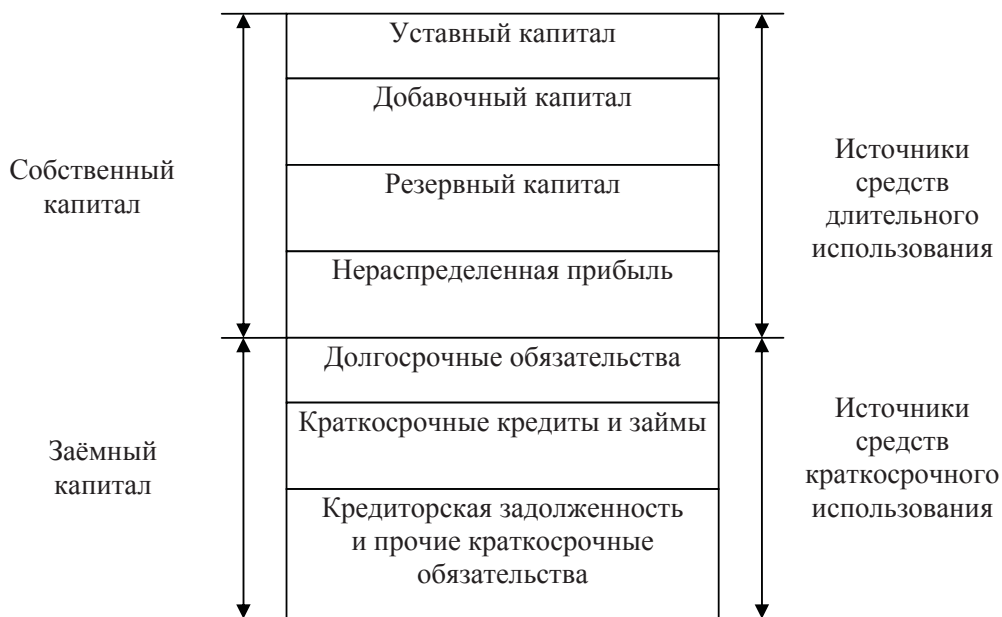 Собственный
капитал
Заёмный
капитал
Уставный капитал
Добавочный капитал
Резервный капитал
Нераспределенная прибыль
Долгосрочные обязательства
Краткосрочные кредиты и займы
Кредиторская задолженность
и прочие краткосрочные
обязательства
Источники
средств
длительного
использования
Источники
средств
краткосрочного
использования